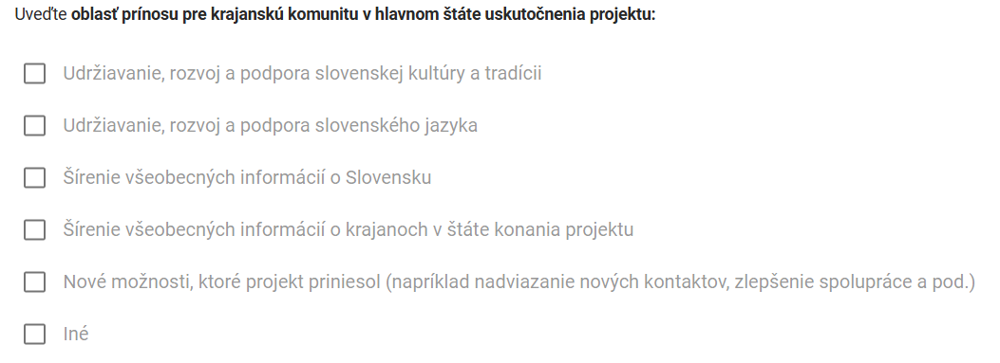 Uveďte oblasť prínosu pre krajanskú komunitu v hlavnom štáte uskutočnenia projektu:
Udržiavanie, rozvoj a podpora slovenskej kultúry a tradícii
Udržiavanie, rozvoj a podpora slovenského jazyka
Šírenie všeobecných informácií o Slovensku
Šírenie všeobecných informácií o krajanoch v štáte konania projektu
Nové možnosti, ktoré projekt priniesol (napríklad nadviazanie nových kontaktov, zlepšenie spolupráce a pod.)
Iné